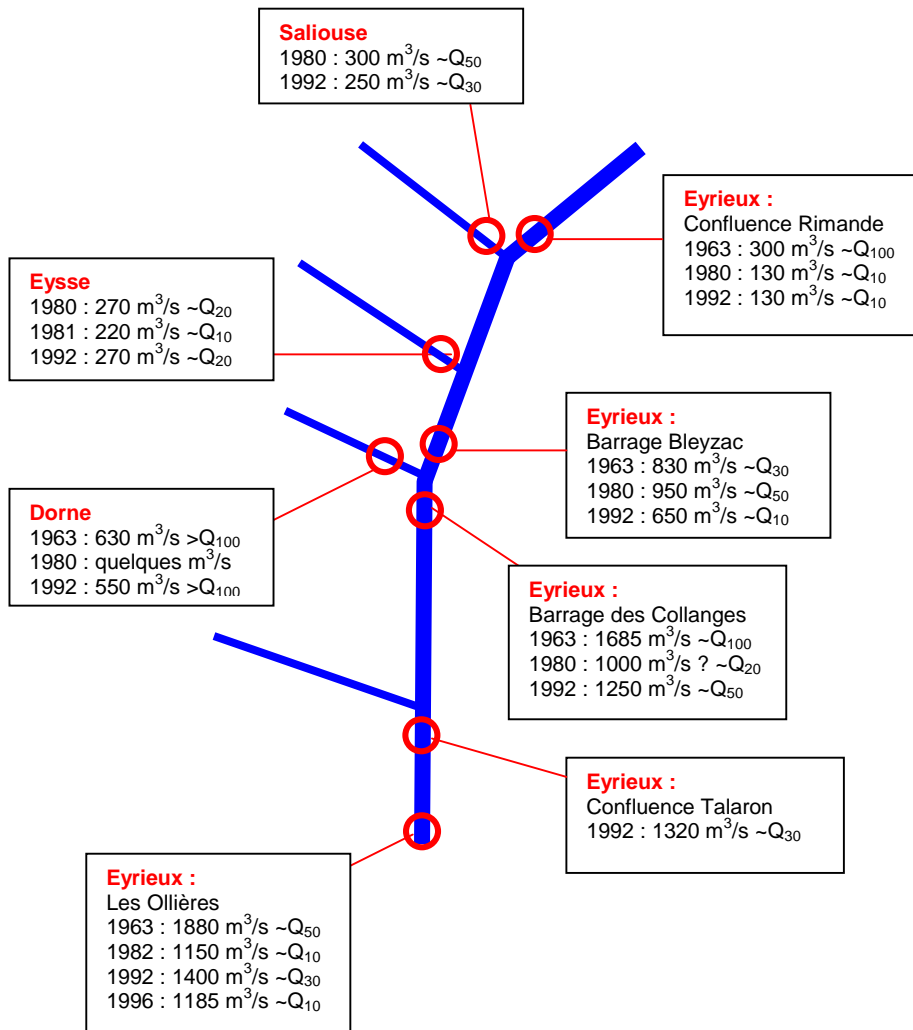 Saliouse
1980 : 300 m³/s ~Q₅₀
1992 : 250 m³/s ~Q₃₀
Eyrieux :
Confluence Rimande
1963 : 300 m³/s ~Q₁₀₀
1980 : 130 m³/s ~Q₁₀
1992 : 130 m³/s ~Q₁₀
Eysse
1980 : 270 m³/s ~Q₂₀
1981 : 220 m³/s ~Q₁₀
1992 : 270 m³/s ~Q₂₀
Eyrieux :
Barrage Bleyzac
1963 : 830 m³/s ~Q₃₀
1980 : 950 m³/s ~Q₅₀
1992 : 650 m³/s ~Q₁₀
Dorne
1963 : 630 m³/s >Q₁₀₀
1980 : quelques m³/s
1992 : 550 m³/s >Q₁₀₀
Eyrieux :
Barrage des Collanges
1963 : 1685 m³/s ~Q₁₀₀
1980 : 1000 m³/s ? ~Q₂₀
1992 : 1250 m³/s ~Q₅₀
Eyrieux :
Confluence Talaron
1992 : 1320 m³/s ~Q₃₀
Eyrieux :
Les Ollières
1963 : 1880 m³/s ~Q₅₀
1982 : 1150 m³/s ~Q₁₀
1992 : 1400 m³/s ~Q₃₀
1996 : 1185 m³/s ~Q₁₀